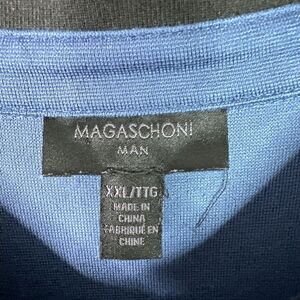 MAGASCHONI
MAN
XXL/TTG
MADE IN
CHINA
FABRIQUÉ EN
CHINE